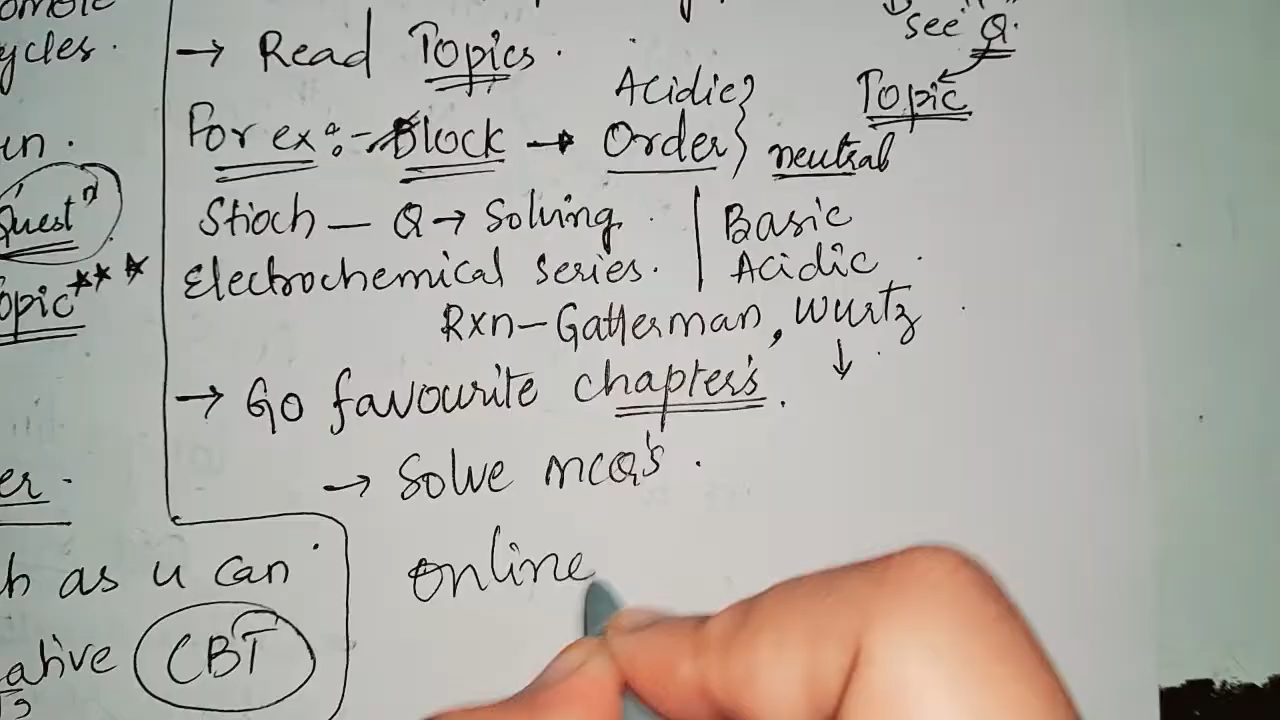 ycles.
→ Read Topics.
see Q.
Topic
For ex:- Block → Acidic
Order } neutral
Quest^n
Stioch — Q → Solving. | Basic
Electrochemical series. | Acidic
opic***
Rxn – Gatterman, Wurtz
↓
→ Go favourite chapter's.
→ Solve mcQ's.
er.
h as u can
online
ative CBT